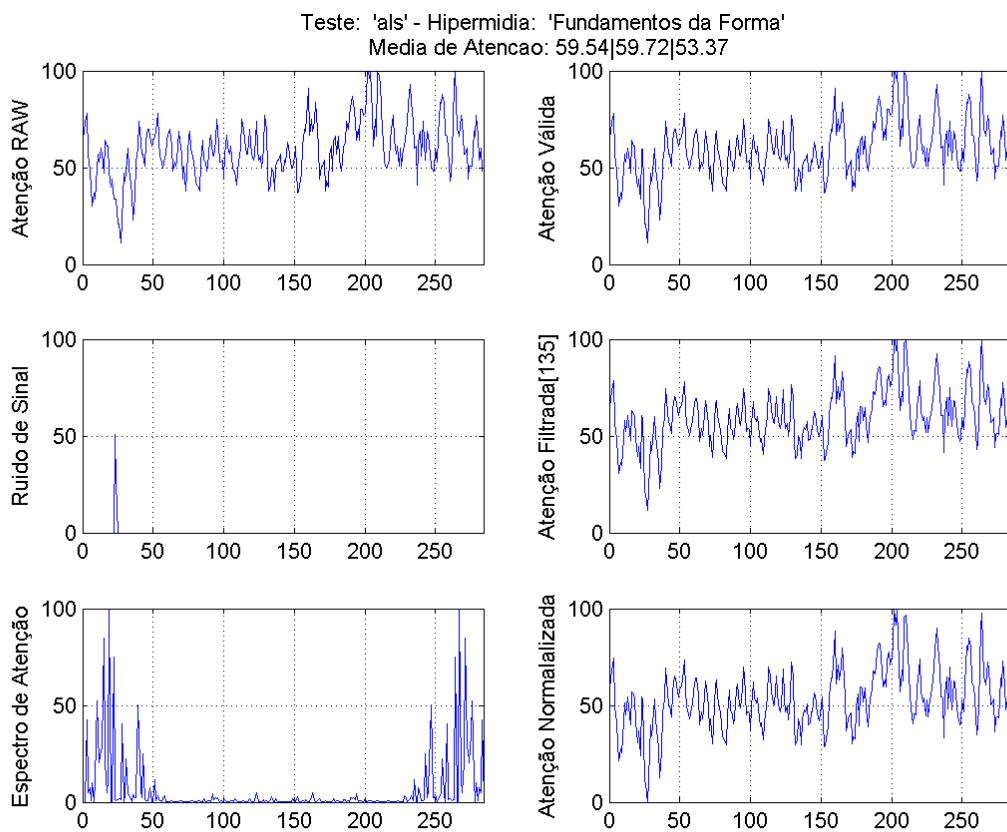 Teste:  'als' - Hipermidia:  'Fundamentos da Forma'
Media de Atencao: 59.54|59.72|53.37
Atenção RAW
100
50
0
0 50 100 150 200 250
Atenção Válida
100
50
0
0 50 100 150 200 250
Ruido de Sinal
100
50
0
0 50 100 150 200 250
Atenção Filtrada[135]
100
50
0
0 50 100 150 200 250
Espectro de Atenção
100
50
0
0 50 100 150 200 250
Atenção Normalalizada
100
50
0
0 50 100 150 200 250